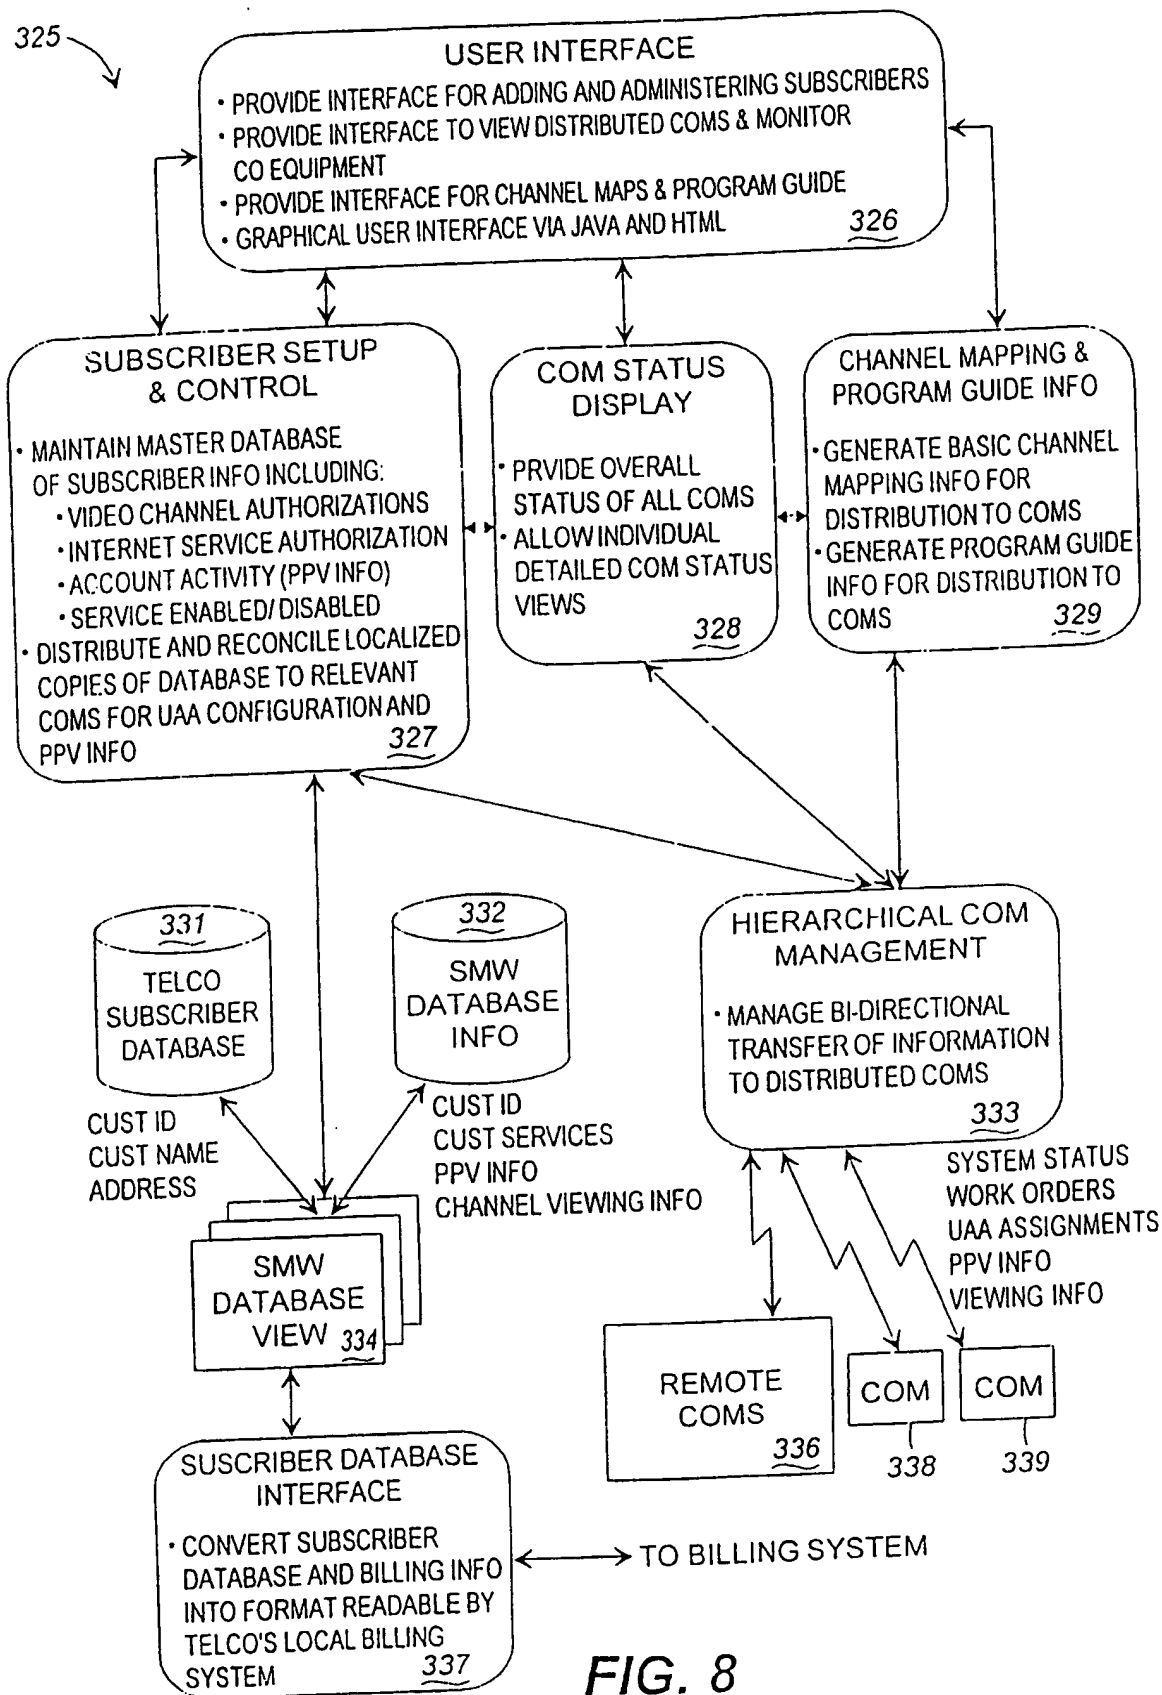 325
USER INTERFACE
• PROVIDE INTERFACE FOR ADDING AND ADMINISTERING SUBSCRIBERS
• PROVIDE INTERFACE TO VIEW DISTRIBUTED COMS & MONITOR
CO EQUIPMENT
• PROVIDE INTERFACE FOR CHANNEL MAPS & PROGRAM GUIDE
• GRAPHICAL USER INTERFACE VIA JAVA AND HTML
326
SUBSCRIBER SETUP
& CONTROL
• MAINTAIN MASTER DATABASE
OF SUBSCRIBER INFO INCLUDING:
• VIDEO CHANNEL AUTHORIZATIONS
• INTERNET SERVICE AUTHORIZATION
• ACCOUNT ACTIVITY (PPV INFO)
• SERVICE ENABLED/DISABLED
• DISTRIBUTE AND RECONCILE LOCALIZED
COPIES OF DATABASE TO RELEVANT
COMS FOR UAA CONFIGURATION AND
PPV INFO
327
COM STATUS
DISPLAY
• PRVIDE OVERALL
STATUS OF ALL COMS
• ALLOW INDIVIDUAL
DETAILED COM STATUS
VIEWS
328
CHANNEL MAPPING &
PROGRAM GUIDE INFO
• GENERATE BASIC CHANNEL
MAPPING INFO FOR
DISTRIBUTION TO COMS
• GENERATE PROGRAM GUIDE
INFO FOR DISTRIBUTION TO
COMS
329
331
TELCO
SUBSCRIBER
DATABASE
332
SMW
DATABASE
INFO
CUST ID
CUST NAME
ADDRESS
CUST ID
CUST SERVICES
PPV INFO
CHANNEL VIEWING INFO
HIERARCHICAL COM
MANAGEMENT
• MANAGE BI-DIRECTIONAL
TRANSFER OF INFORMATION
TO DISTRIBUTED COMS
333
SYSTEM STATUS
WORK ORDERS
UAA ASSIGNMENTS
PPV INFO
VIEWING INFO
SMW
DATABASE
VIEW
334
REMOTE
COMS
336
COM
338
COM
339
SUSCRIBER DATABASE
INTERFACE
• CONVERT SUBSCRIBER
DATABASE AND BILLING INFO
INTO FORMAT READABLE BY
TELCO'S LOCAL BILLING
SYSTEM
337
TO BILLING SYSTEM
FIG. 8